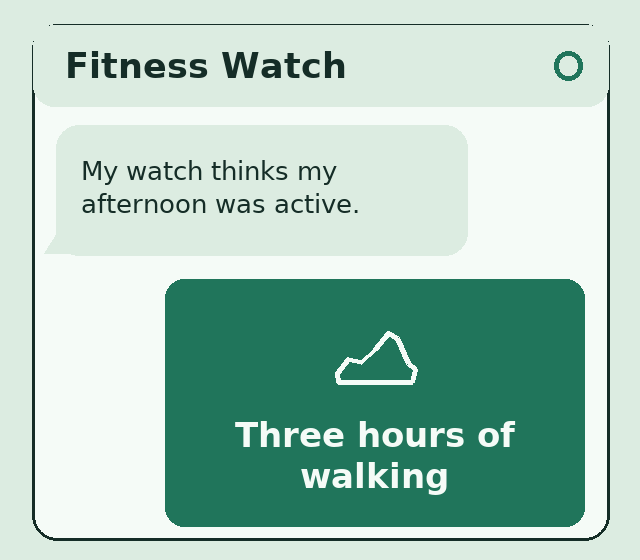 Fitness Watch
My watch thinks my
afternoon was active.
Three hours of
walking